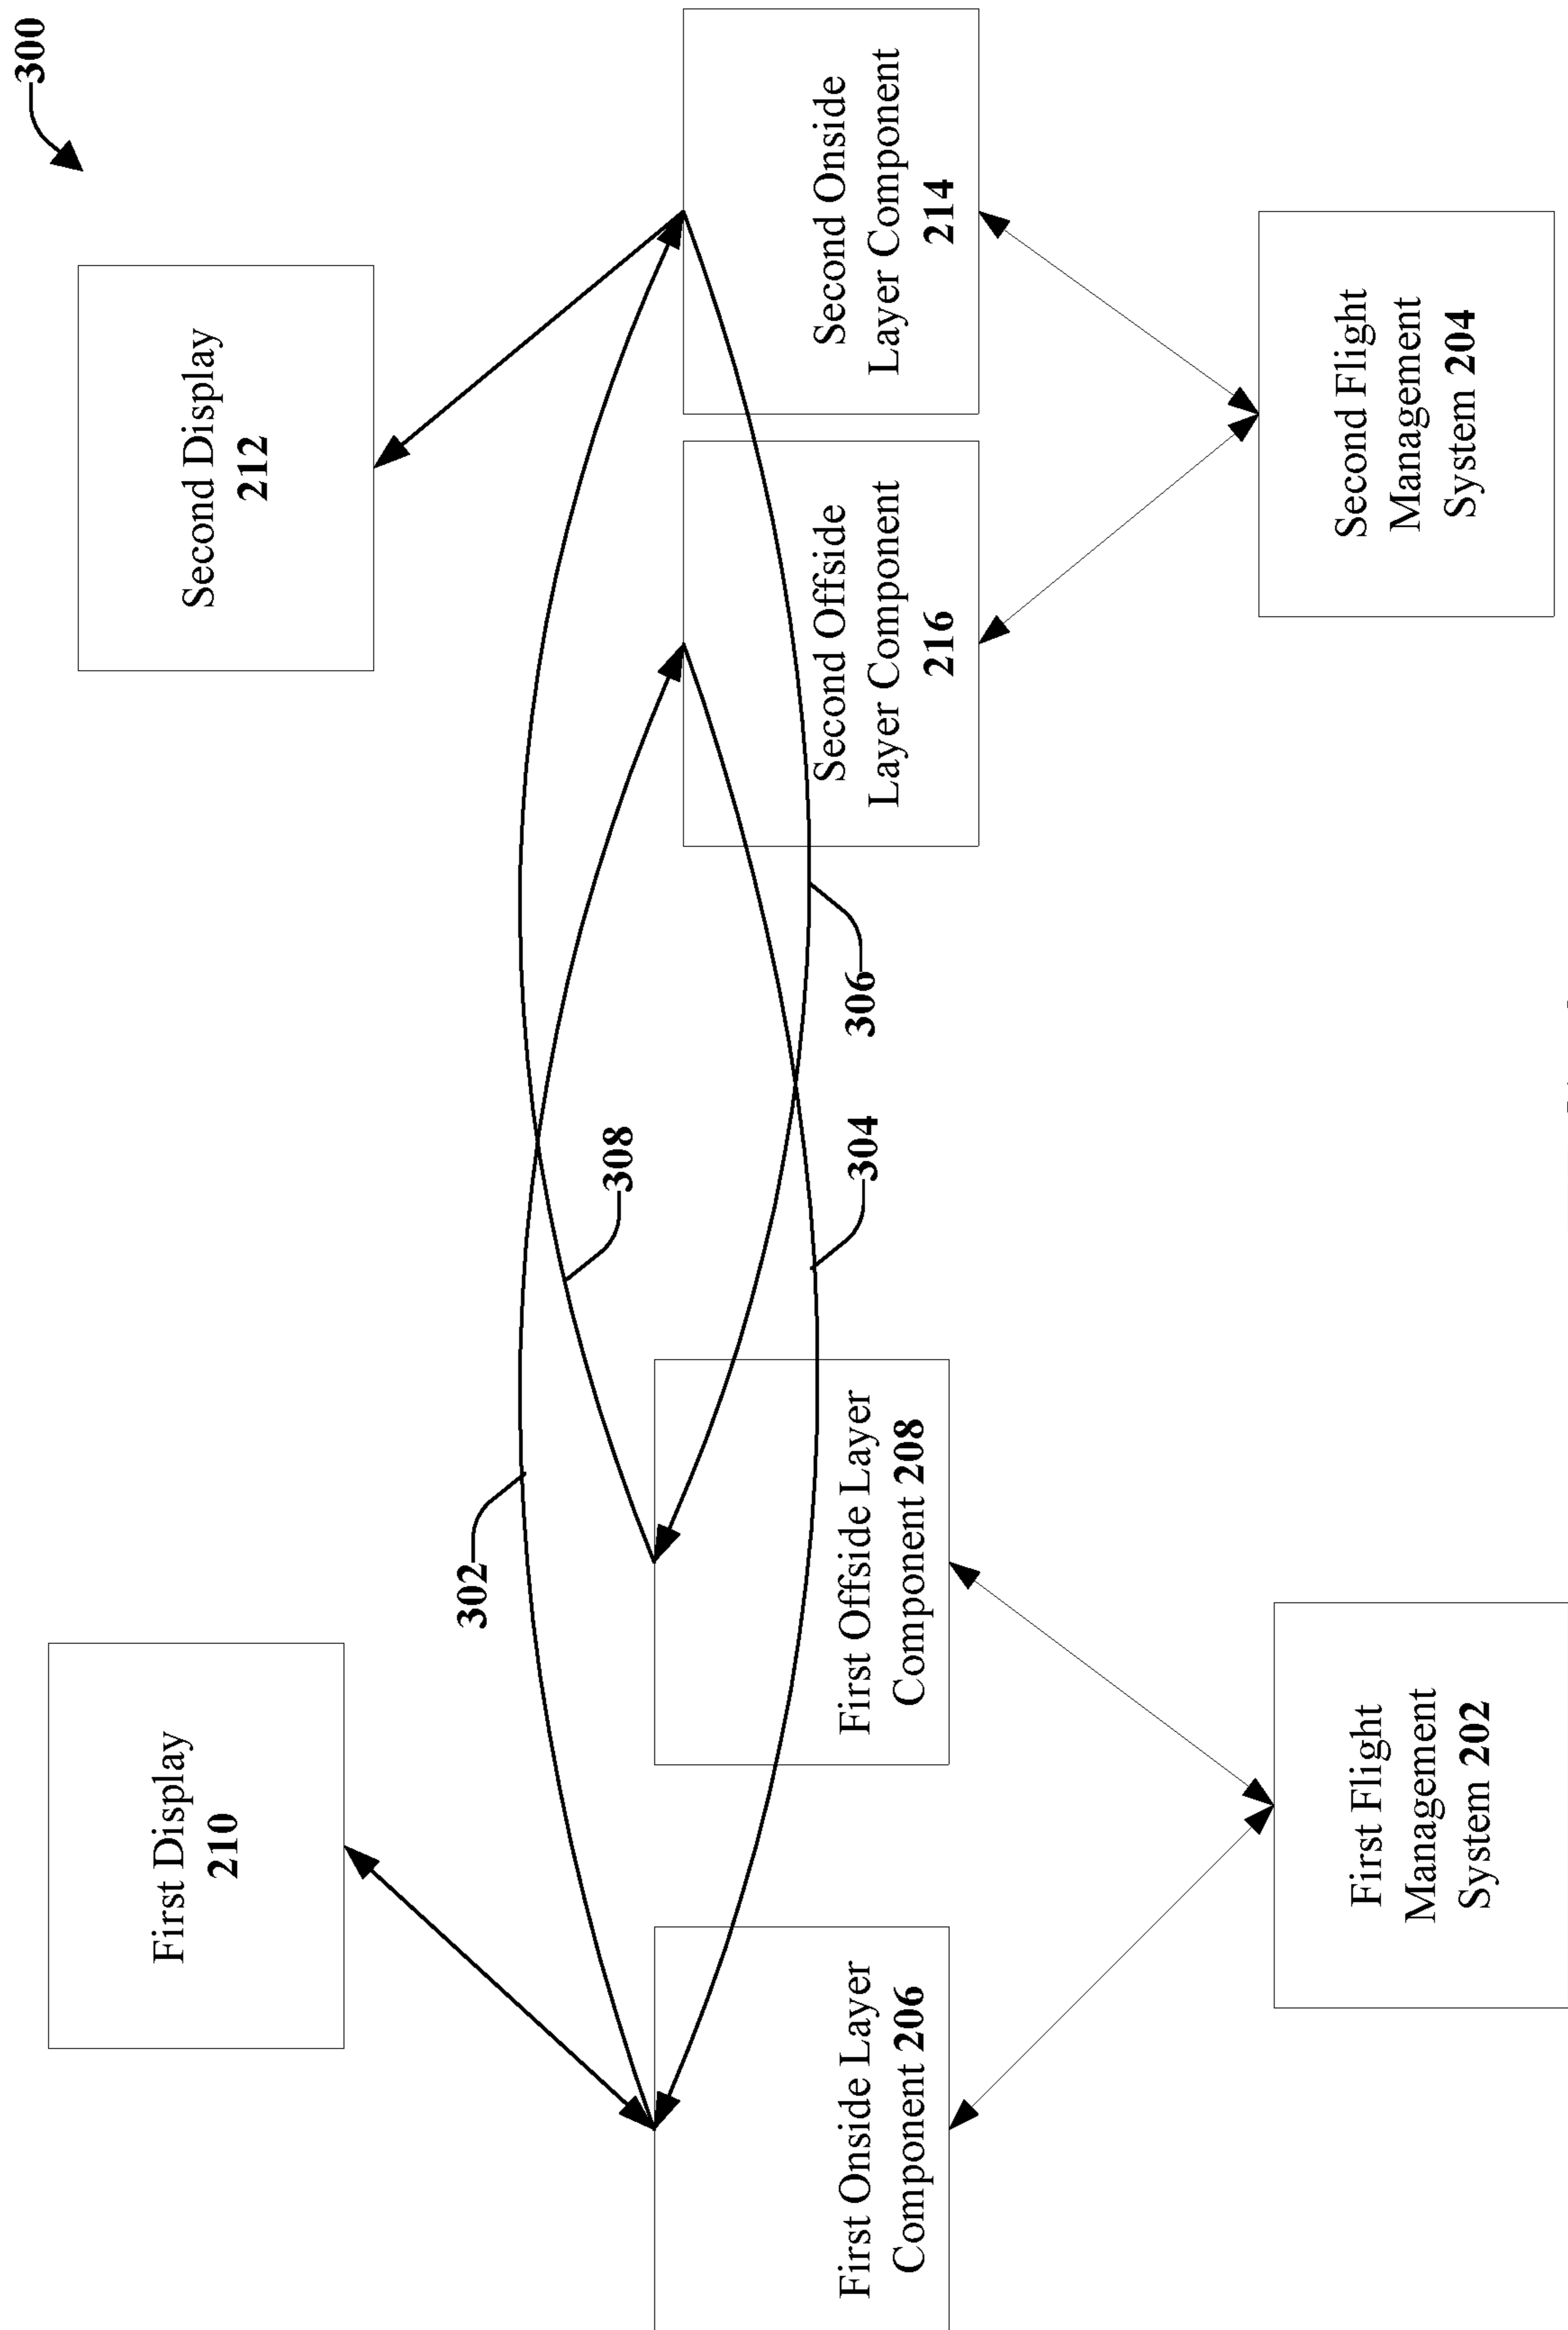 300
First Display
210
Second Display
212
302
308
304
306
First Onside Layer
Component 206
First Offside Layer
Component 208
Second Offside
Layer Component
216
Second Onside
Layer Component
214
First Flight
Management
System 202
Second Flight
Management
System 204